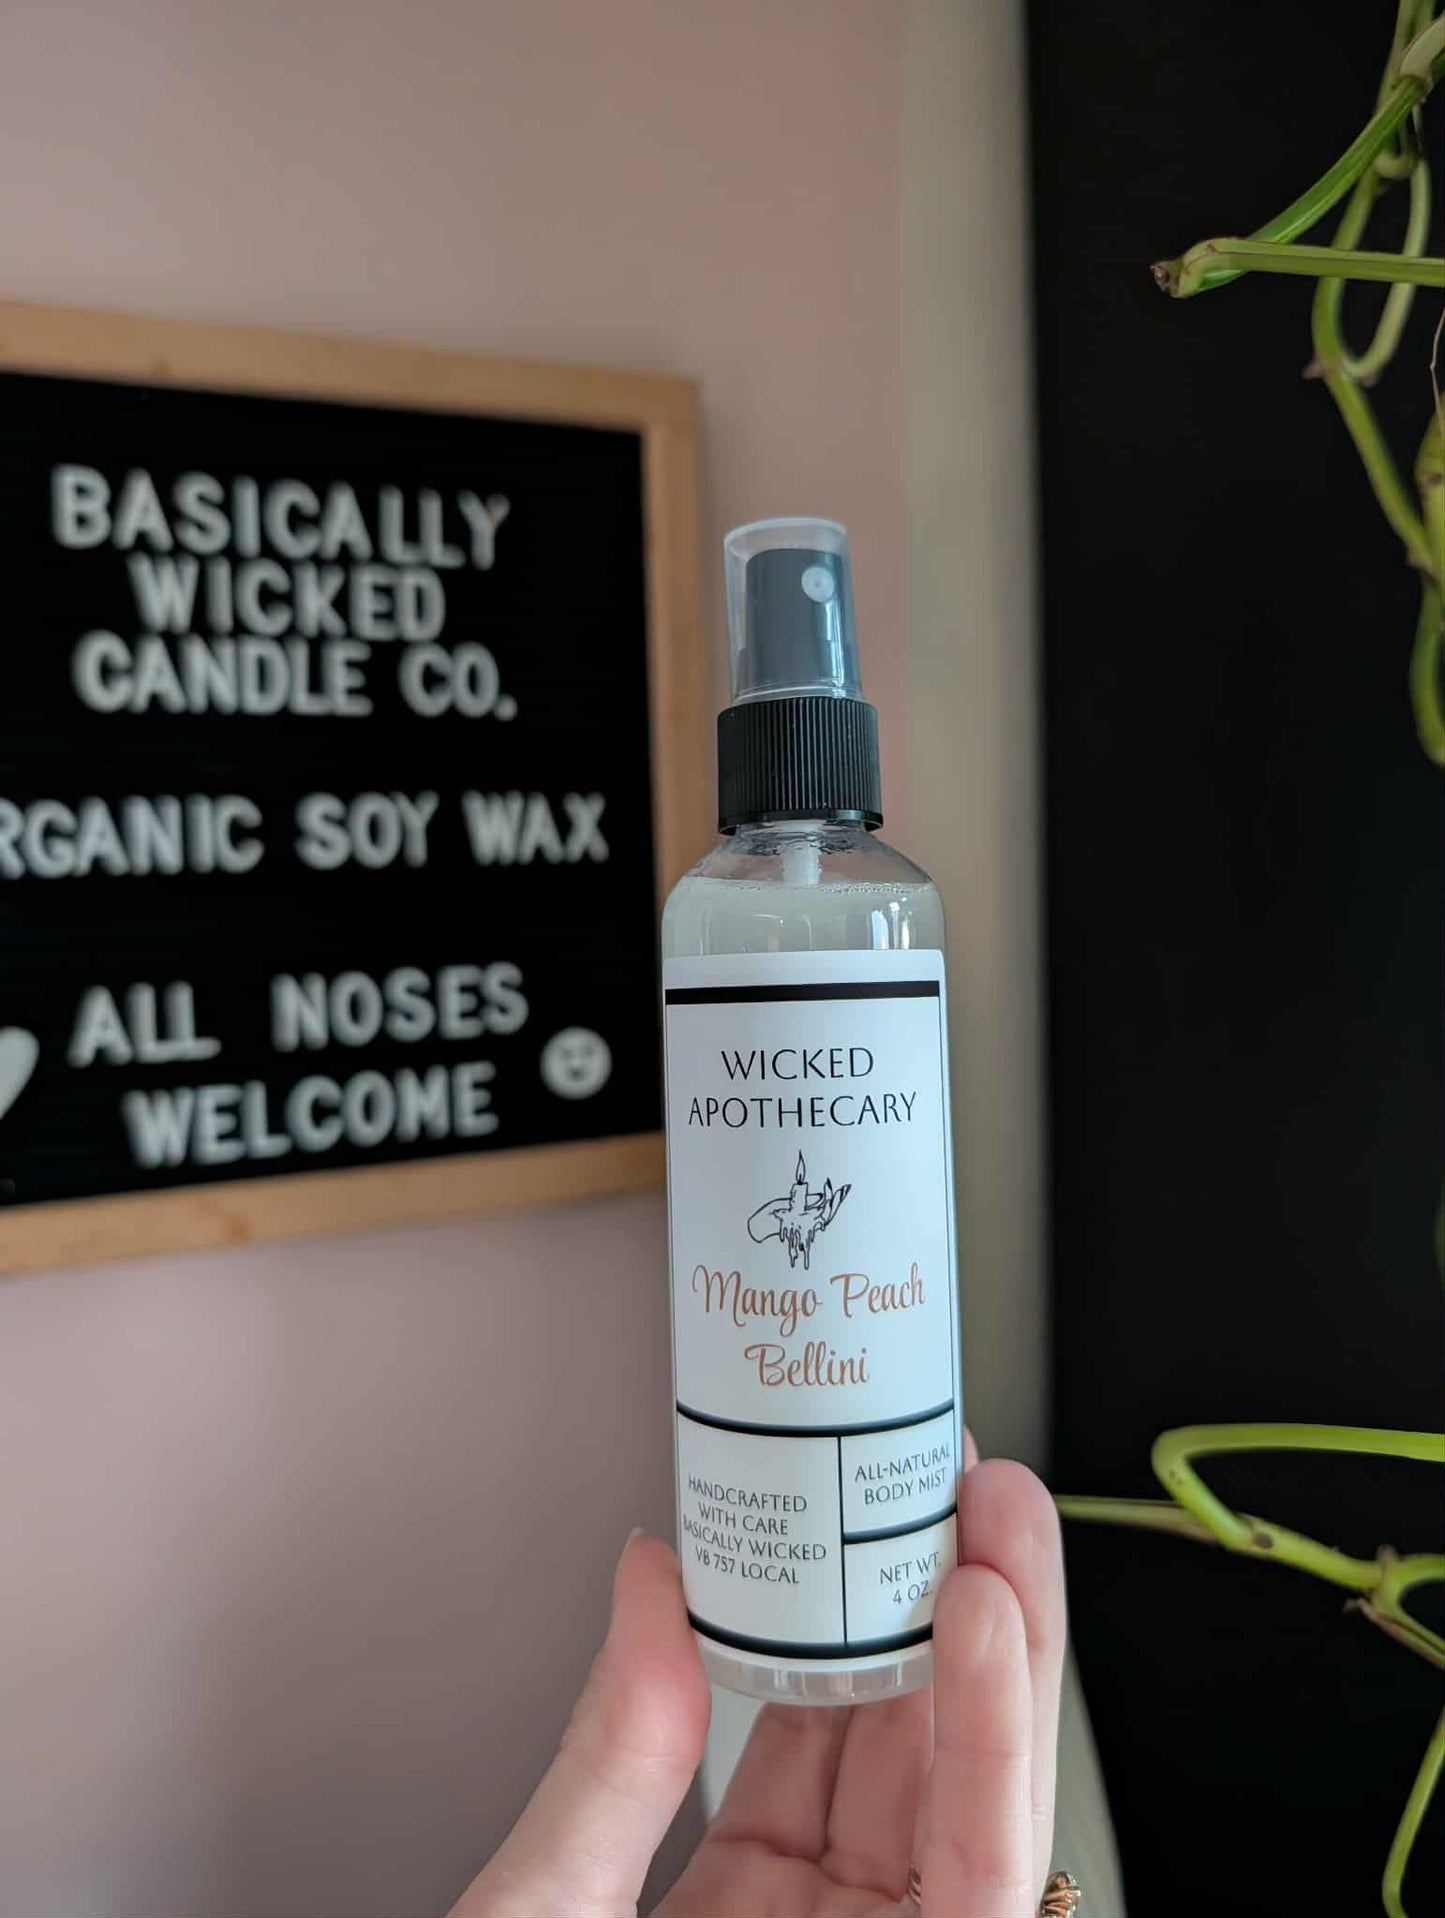 BASICALLY
WICKED
CANDLE CO.
RGANIC SOY WAX
ALL NOSES
WELCOME
WICKED
APOTHECARY
Mango Peach
Bellini
HANDCRAFTED
WITH CARE
BASICALLY WICKED
VB 757 LOCAL
ALL-NATURAL
BODY MIST
NET WT.
4 OZ.